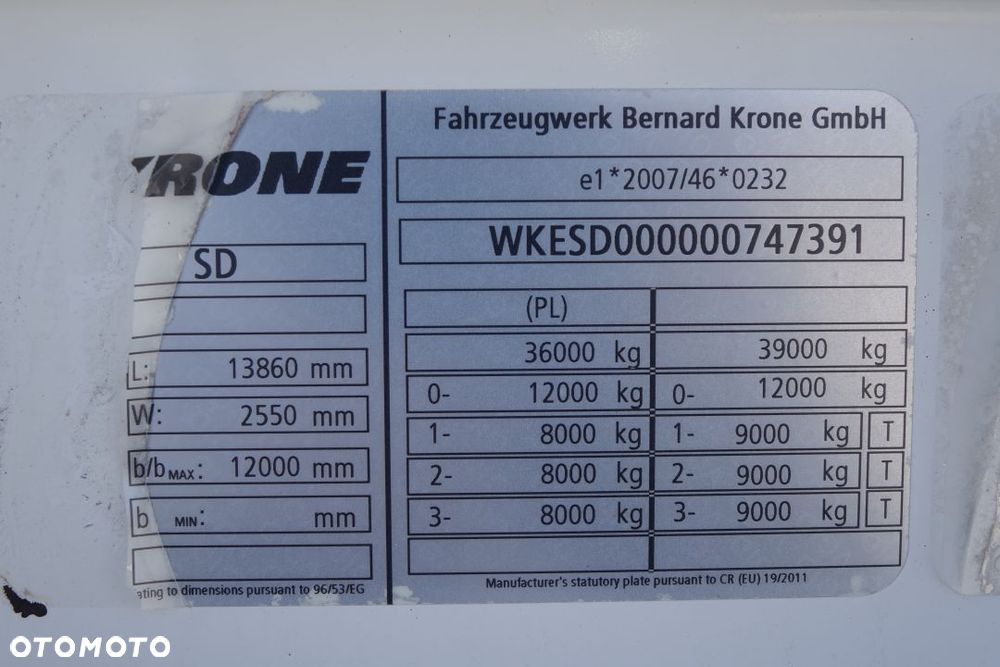 KRONE
SD
L: 13860 mm
W: 2550 mm
b/b MAX: 12000 mm
b MIN: mm
ating to dimensions pursuant to 96/53/EG
Fahrzeugwerk Bernard Krone GmbH
e1*2007/46*0232
WKESD000000747391
(PL)
36000 kg 39000 kg
0- 12000 kg 0- 12000 kg
1- 8000 kg 1- 9000 kg T
2- 8000 kg 2- 9000 kg T
3- 8000 kg 3- 9000 kg T
Manufacturer's statutory plate pursuant to CR (EU) 19/2011
OTOMOTO